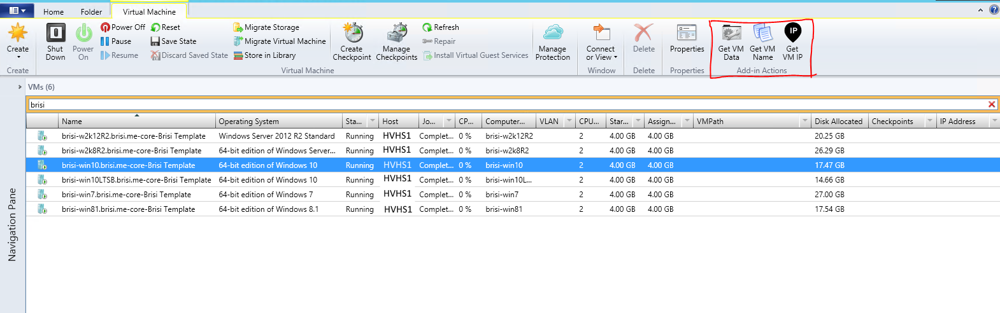 Home Folder Virtual Machine
Create
Shut Down
Power On
Power Off
Pause
Resume
Reset
Save State
Discard Saved State
Migrate Storage
Migrate Virtual Machine
Store in Library
Create Checkpoint
Manage Checkpoints
Refresh
Repair
Install Virtual Guest Services
Manage Protection
Connect or View
Delete
Properties
Get VM Data
Get VM Name
IP
Get VM IP
Create Virtual Machine Window Delete Properties Add-in Actions
VMs (6)
brisi
Name Operating System Sta... Host Jo... CP... Computer... VLAN CPU... Star... Assign... VMPath Disk Allocated Checkpoints IP Address
brisi-w2k12R2.brisi.me-core-Brisi Template Windows Server 2012 R2 Standard Running HVHS1 Complet... 0 % brisi-w2k12R2 2 4.00 GB 4.00 GB 20.25 GB
brisi-w2k8R2.brisi.me-core-Brisi Template 64-bit edition of Windows Server... Running HVHS1 Complet... 0 % brisi-w2k8R2 2 4.00 GB 4.00 GB 26.29 GB
brisi-win10.brisi.me-core-Brisi Template 64-bit edition of Windows 10 Running HVHS1 Complet... 0 % brisi-win10 2 4.00 GB 4.00 GB 17.47 GB
brisi-win10LTSB.brisi.me-core-Brisi Template 64-bit edition of Windows 10 Running HVHS1 Complet... 0 % brisi-win10L... 2 4.00 GB 4.00 GB 14.66 GB
brisi-win7.brisi.me-core-Brisi Template 64-bit edition of Windows 7 Running HVHS1 Complet... 0 % brisi-win7 2 4.00 GB 4.00 GB 27.00 GB
brisi-win81.brisi.me-core-Brisi Template 64-bit edition of Windows 8.1 Running HVHS1 Complet... 0 % brisi-win81 2 4.00 GB 4.00 GB 17.54 GB
Navigation Pane